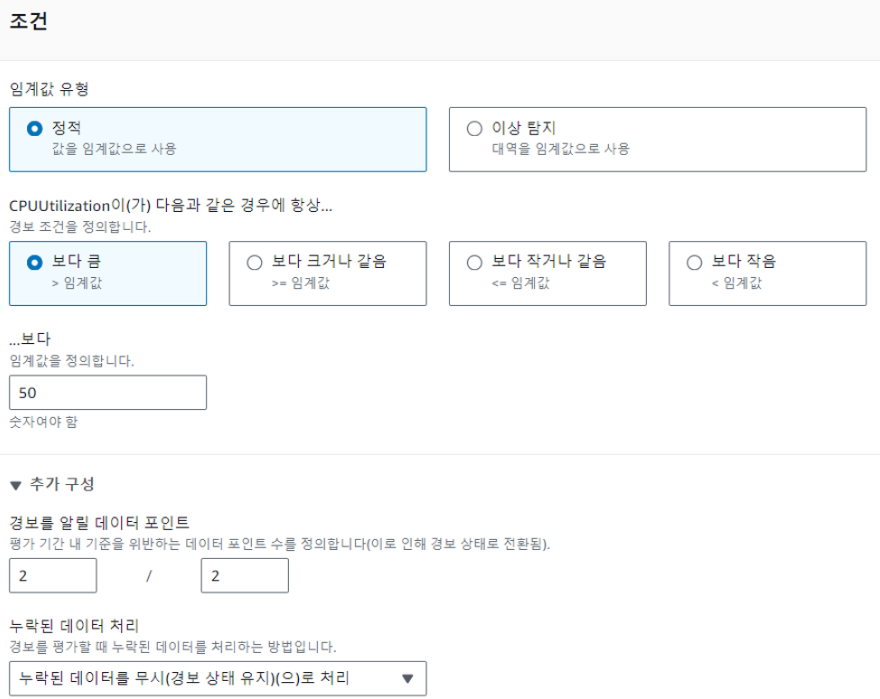 조건
임계값 유형
정적
값을 임계값으로 사용
이상 탐지
대역을 임계값으로 사용
CPUUtilization이(가) 다음과 같은 경우에 항상...
경보 조건을 정의합니다.
보다 큼
> 임계값
보다 크거나 같음
>= 임계값
보다 작거나 같음
<= 임계값
보다 작음
< 임계값
...보다
임계값을 정의합니다.
50
숫자여야 함
▼ 추가 구성
경보를 알릴 데이터 포인트
평가 기간 내 기준을 위반하는 데이터 포인트 수를 정의합니다(이로 인해 경보 상태로 전환됨).
2 / 2
누락된 데이터 처리
경보를 평가할 때 누락된 데이터를 처리하는 방법입니다.
누락된 데이터를 무시(경보 상태 유지)(으)로 처리 ▼